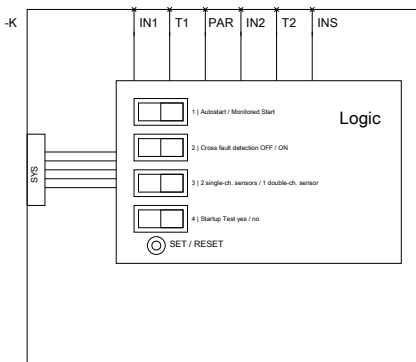 -K IN1 T1 PAR IN2 T2 INS
1 | Autostart / Monitored Start
Logic
2 | Cross fault detection OFF / ON
SYS
3 | 2 single-ch. sensors / 1 double-ch. sensor
4 | Startup Test yes / no
SET / RESET